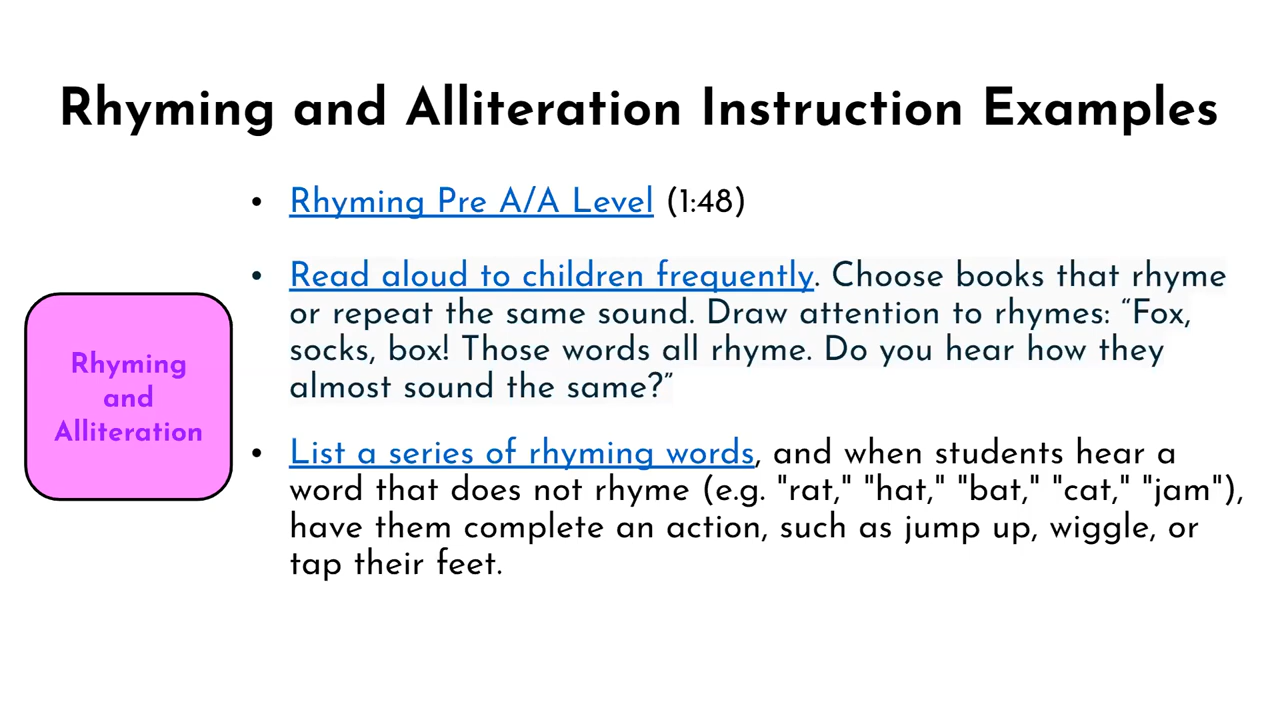 Rhyming and Alliteration Instruction Examples
• Rhyming Pre A/A Level (1:48)
• Read aloud to children frequently. Choose books that rhyme
or repeat the same sound. Draw attention to rhymes: “Fox,
socks, box! Those words all rhyme. Do you hear how they
almost sound the same?”
Rhyming
and
Alliteration
• List a series of rhyming words, and when students hear a
word that does not rhyme (e.g. "rat," "hat," "bat," "cat," "jam"),
have them complete an action, such as jump up, wiggle, or
tap their feet.